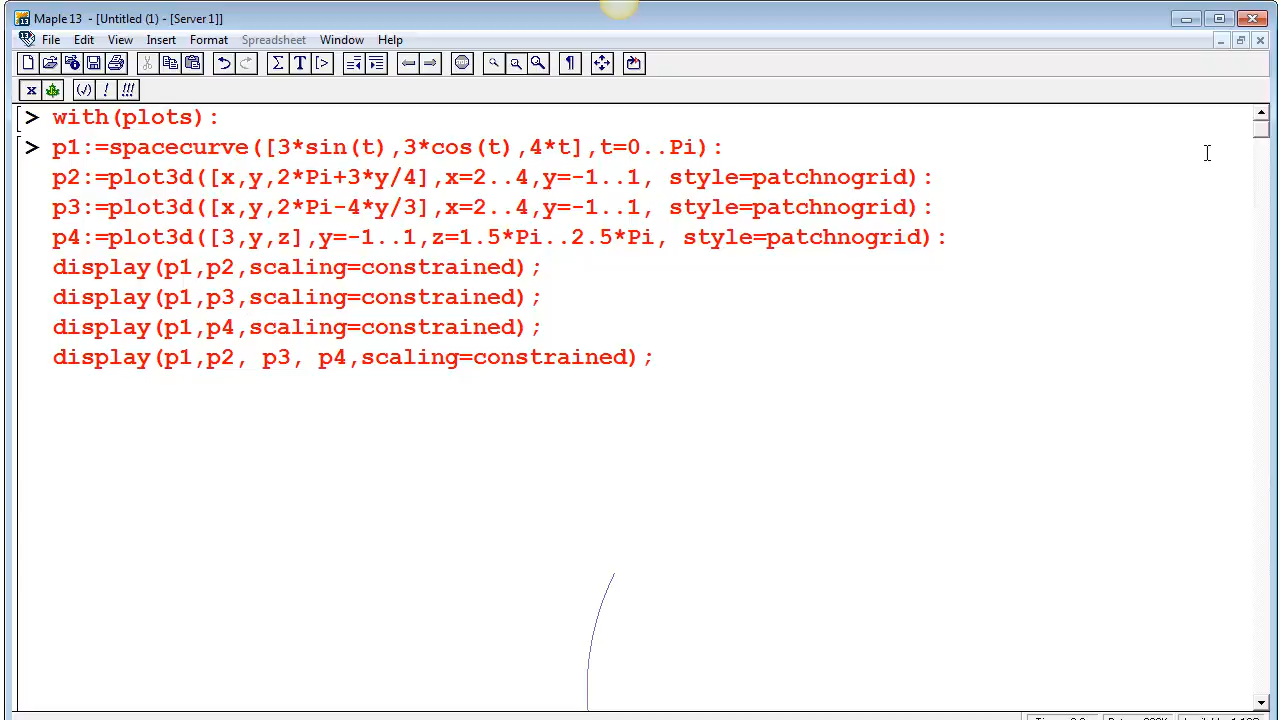 Maple 13 - [Untitled (1) - [Server 1]]
File Edit View Insert Format Spreadsheet Window Help
> with(plots):
> p1:=spacecurve([3*sin(t),3*cos(t),4*t],t=0..Pi):
p2:=plot3d([x,y,2*Pi+3*y/4],x=2..4,y=-1..1, style=patchnogrid):
p3:=plot3d([x,y,2*Pi-4*y/3],x=2..4,y=-1..1, style=patchnogrid):
p4:=plot3d([3,y,z],y=-1..1,z=1.5*Pi..2.5*Pi, style=patchnogrid):
display(p1,p2,scaling=constrained);
display(p1,p3,scaling=constrained);
display(p1,p4,scaling=constrained);
display(p1,p2, p3, p4,scaling=constrained);